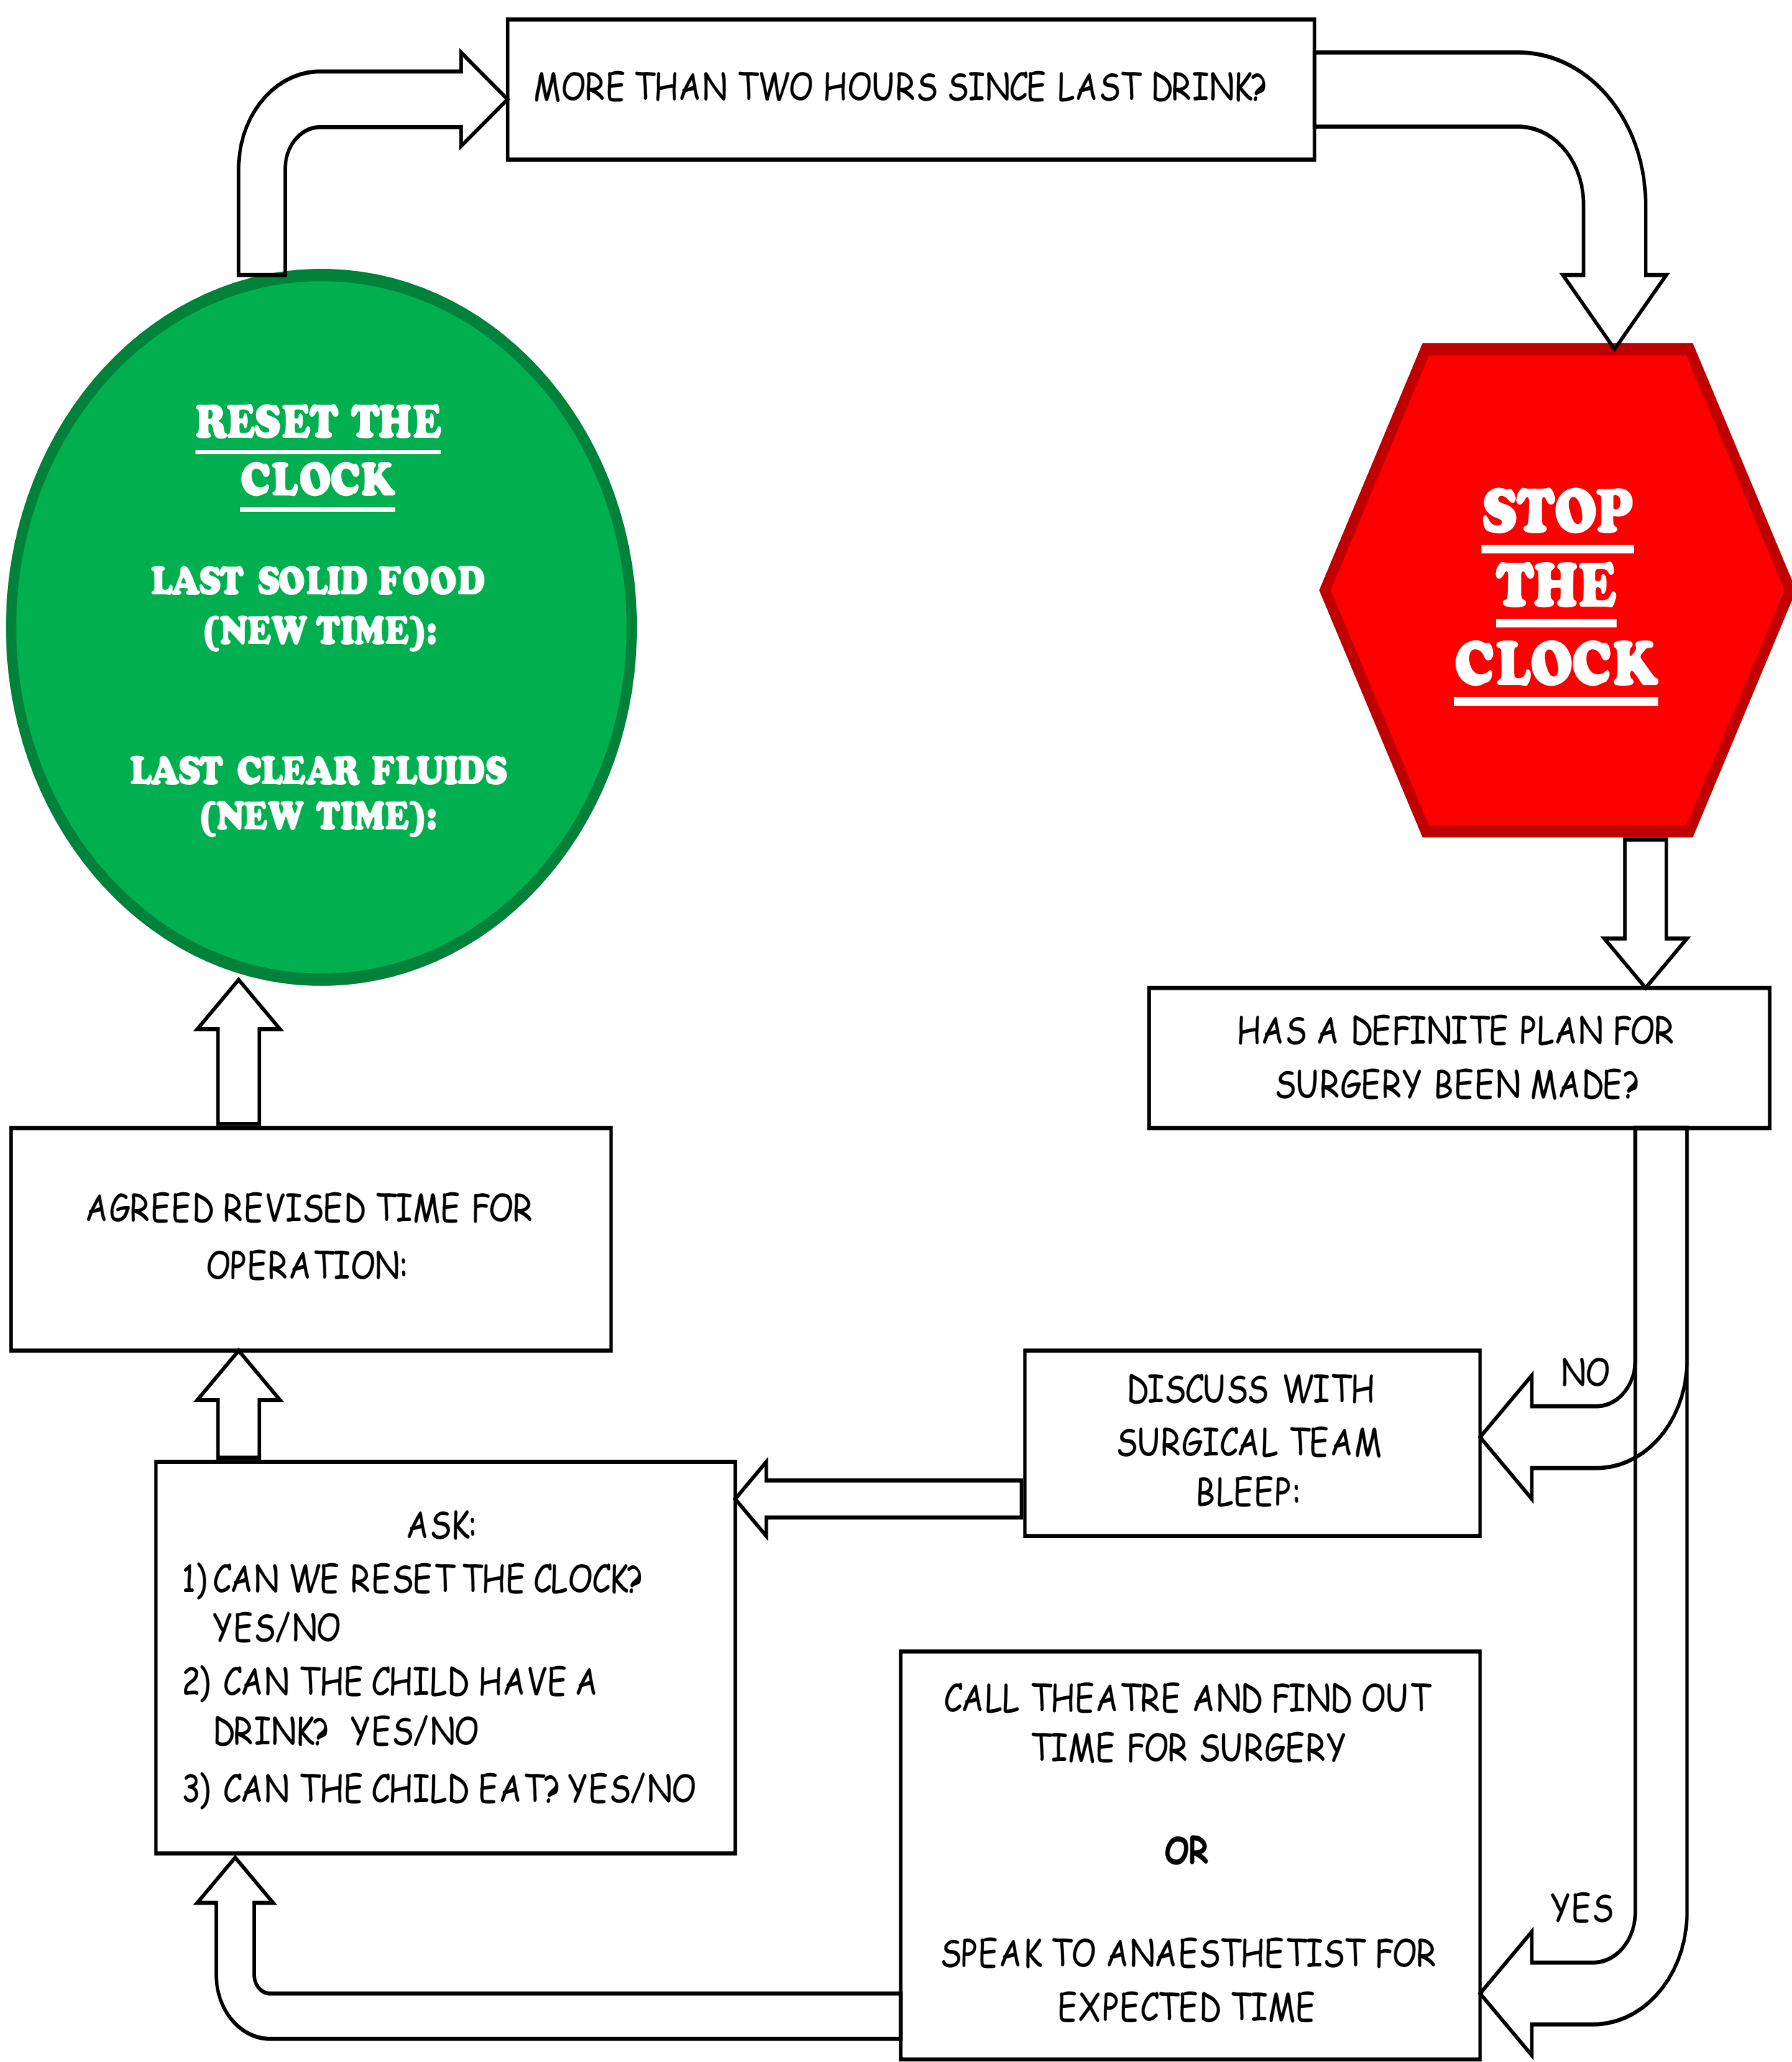 MORE THAN TWO HOURS SINCE LAST DRINK?
RESET THE
CLOCK
LAST SOLID FOOD
(NEW TIME):
LAST CLEAR FLUIDS
(NEW TIME):
STOP
THE
CLOCK
HAS A DEFINITE PLAN FOR
SURGERY BEEN MADE?
AGREED REVISED TIME FOR
OPERATION:
NO
DISCUSS WITH
SURGICAL TEAM
BLEEP:
ASK:
1) CAN WE RESET THE CLOCK?
YES/NO
2) CAN THE CHILD HAVE A
DRINK? YES/NO
3) CAN THE CHILD EAT? YES/NO
CALL THEATRE AND FIND OUT
TIME FOR SURGERY
OR
YES
SPEAK TO ANAESTHETIST FOR
EXPECTED TIME